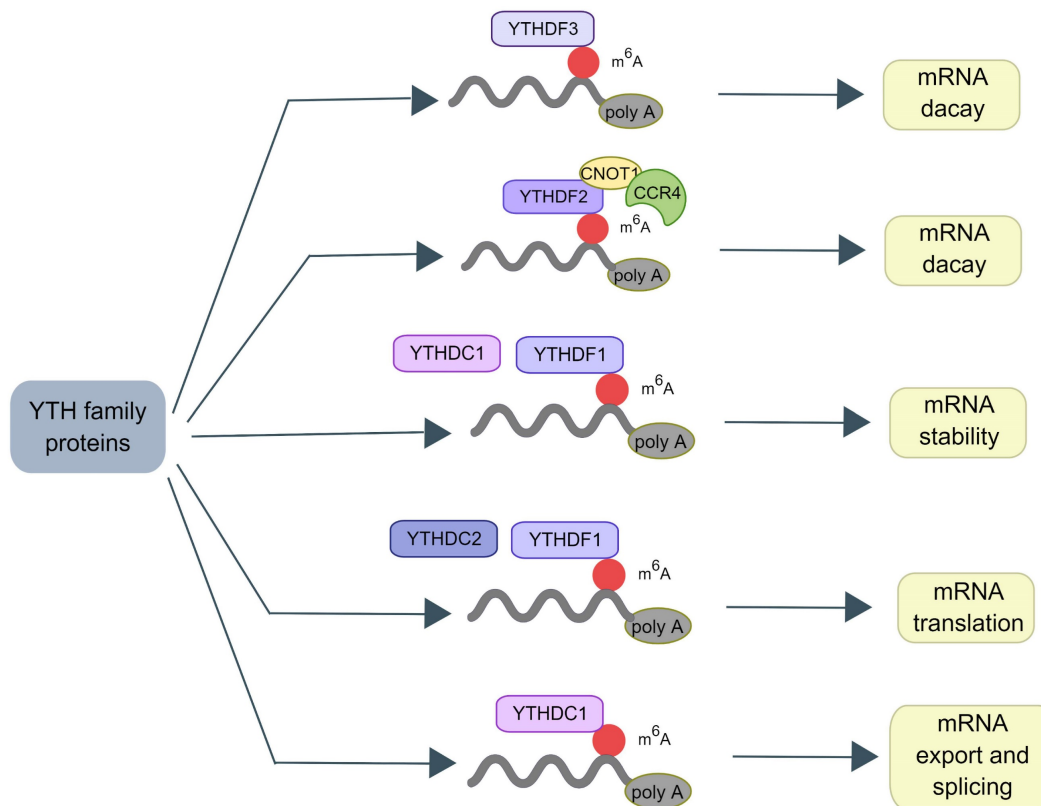 YTHDF3
m⁶A
poly A
mRNA
dacay
CNOT1
CCR4
YTHDF2
m⁶A
poly A
mRNA
dacay
YTH family
proteins
YTHDC1
YTHDF1
m⁶A
poly A
mRNA
stability
YTHDC2
YTHDF1
m⁶A
poly A
mRNA
translation
YTHDC1
m⁶A
poly A
mRNA
export and
splicing